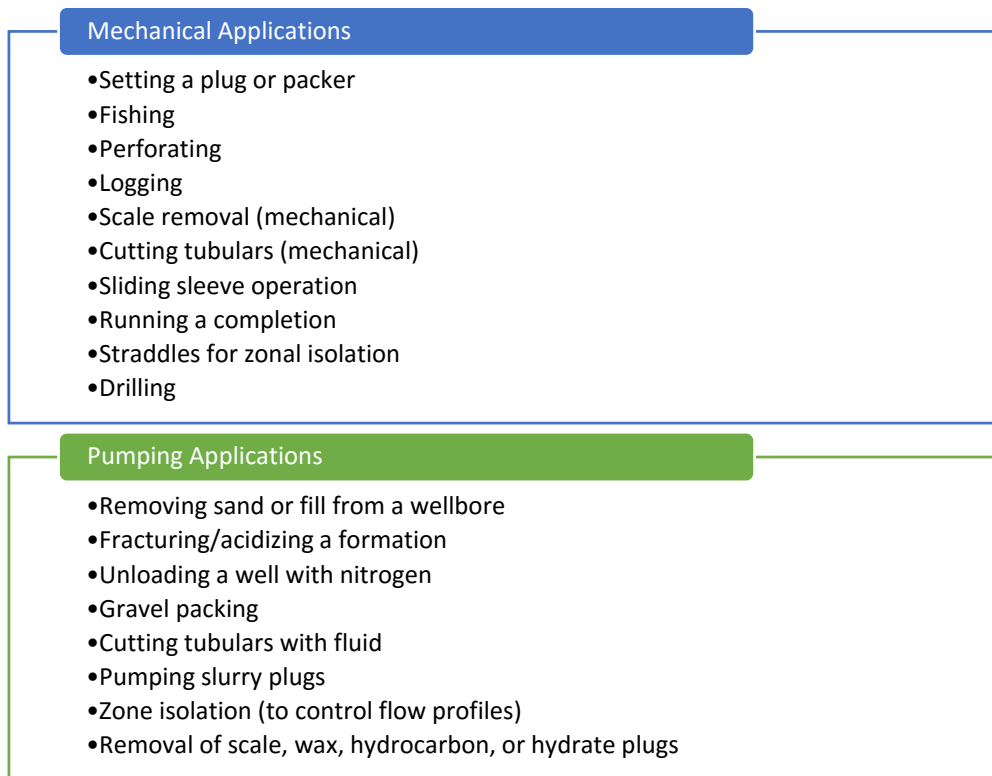 Mechanical Applications
•Setting a plug or packer
•Fishing
•Perforating
•Logging
•Scale removal (mechanical)
•Cutting tubulars (mechanical)
•Sliding sleeve operation
•Running a completion
•Straddles for zonal isolation
•Drilling
Pumping Applications
•Removing sand or fill from a wellbore
•Fracturing/acidizing a formation
•Unloading a well with nitrogen
•Gravel packing
•Cutting tubulars with fluid
•Pumping slurry plugs
•Zone isolation (to control flow profiles)
•Removal of scale, wax, hydrocarbon, or hydrate plugs